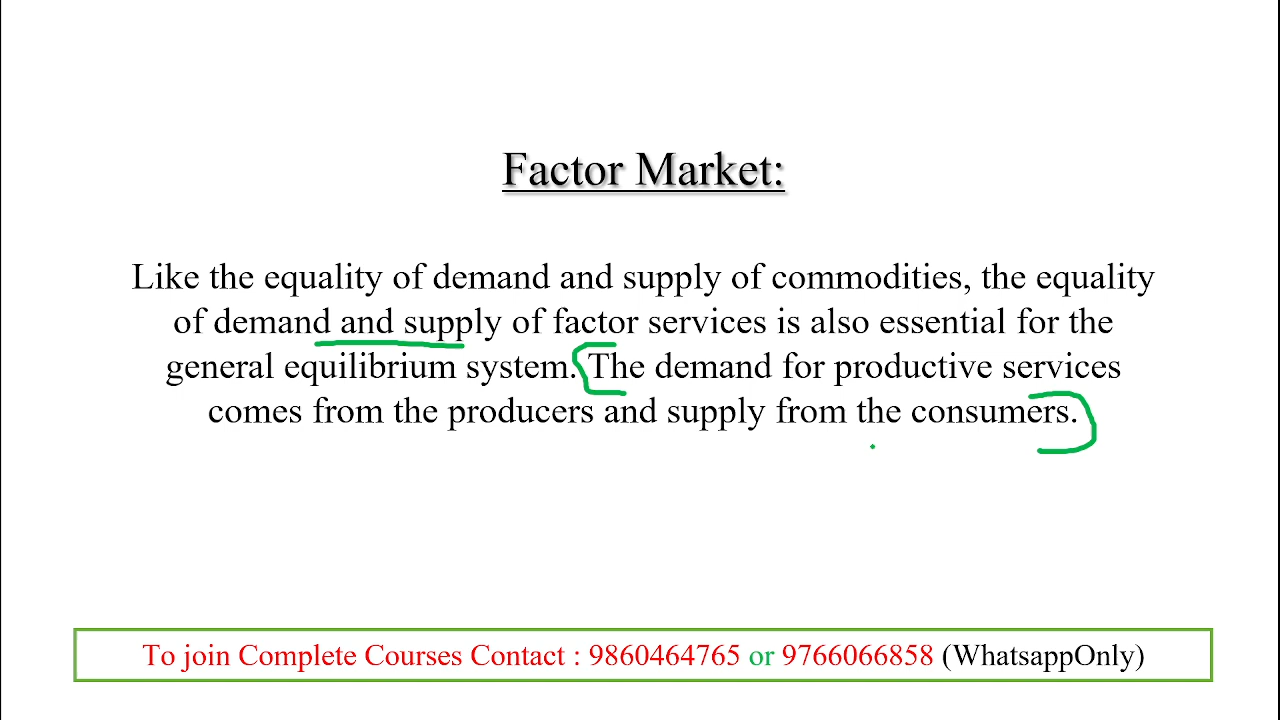 Factor Market:
Like the equality of demand and supply of commodities, the equality
of demand and supply of factor services is also essential for the
general equilibrium system. The demand for productive services
comes from the producers and supply from the consumers.
To join Complete Courses Contact : 9860464765 or 9766066858 (WhatsappOnly)